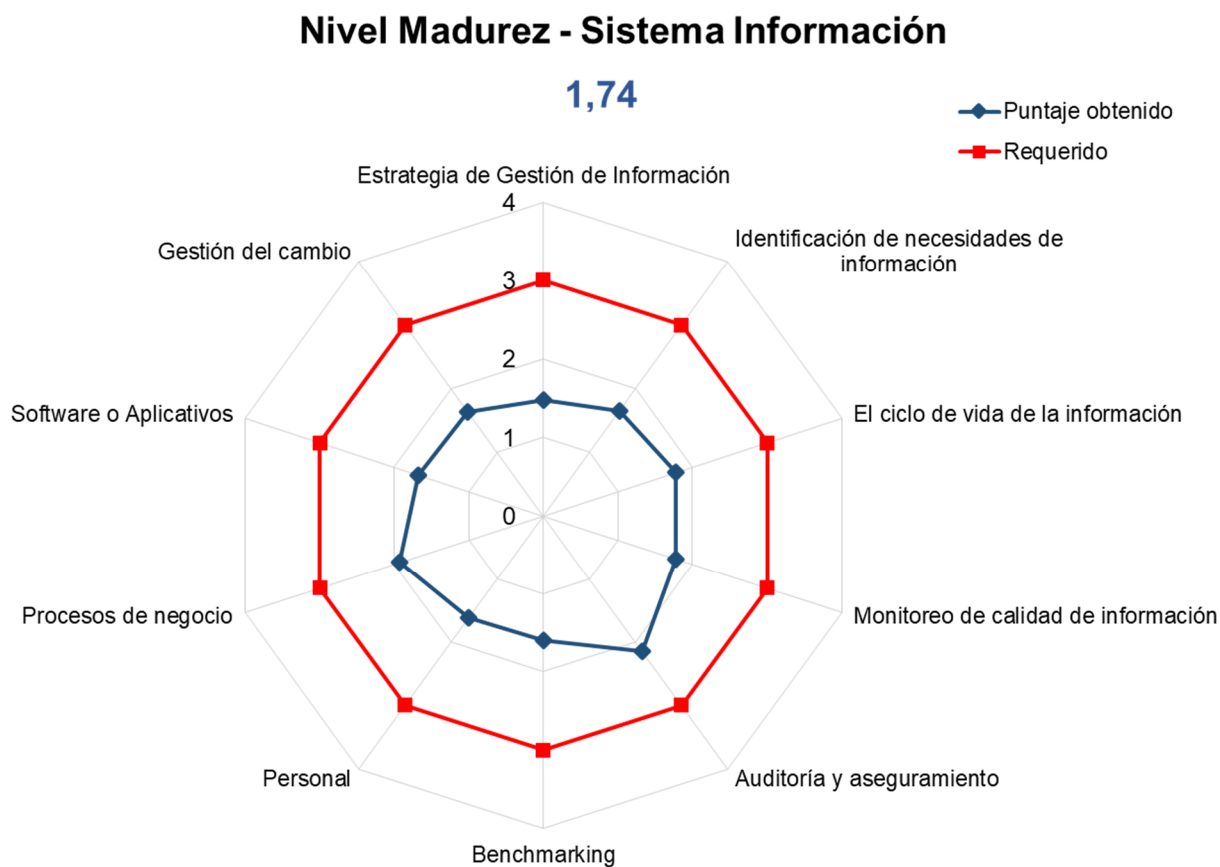 Nivel Madurez - Sistema Información
1,74
Puntaje obtenido
Requerido
Estrategia de Gestión de Información
4
Identificación de necesidades de
información
Gestión del cambio
3
2
Software o Aplicativos
El ciclo de vida de la información
1
0
Procesos de negocio
Monitoreo de calidad de información
Personal
Auditoría y aseguramiento
Benchmarking